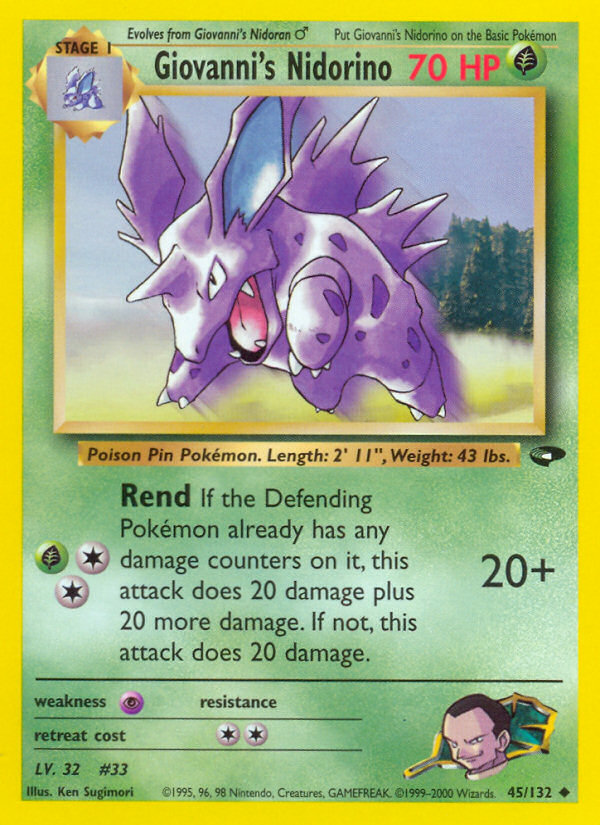 Evolves from Giovanni's Nidoran ♂ Put Giovanni's Nidorino on the Basic Pokémon
STAGE 1
Giovanni's Nidorino 70 HP
Poison Pin Pokémon. Length: 2' 11", Weight: 43 lbs.
Rend If the Defending
Pokémon already has any
damage counters on it, this
attack does 20 damage plus
20 more damage. If not, this
attack does 20 damage.
20+
weakness resistance
retreat cost
LV. 32 #33
Illus. Ken Sugimori ©1995, 96, 98 Nintendo, Creatures, GAMEFREAK. ©1999-2000 Wizards. 45/132 ◆